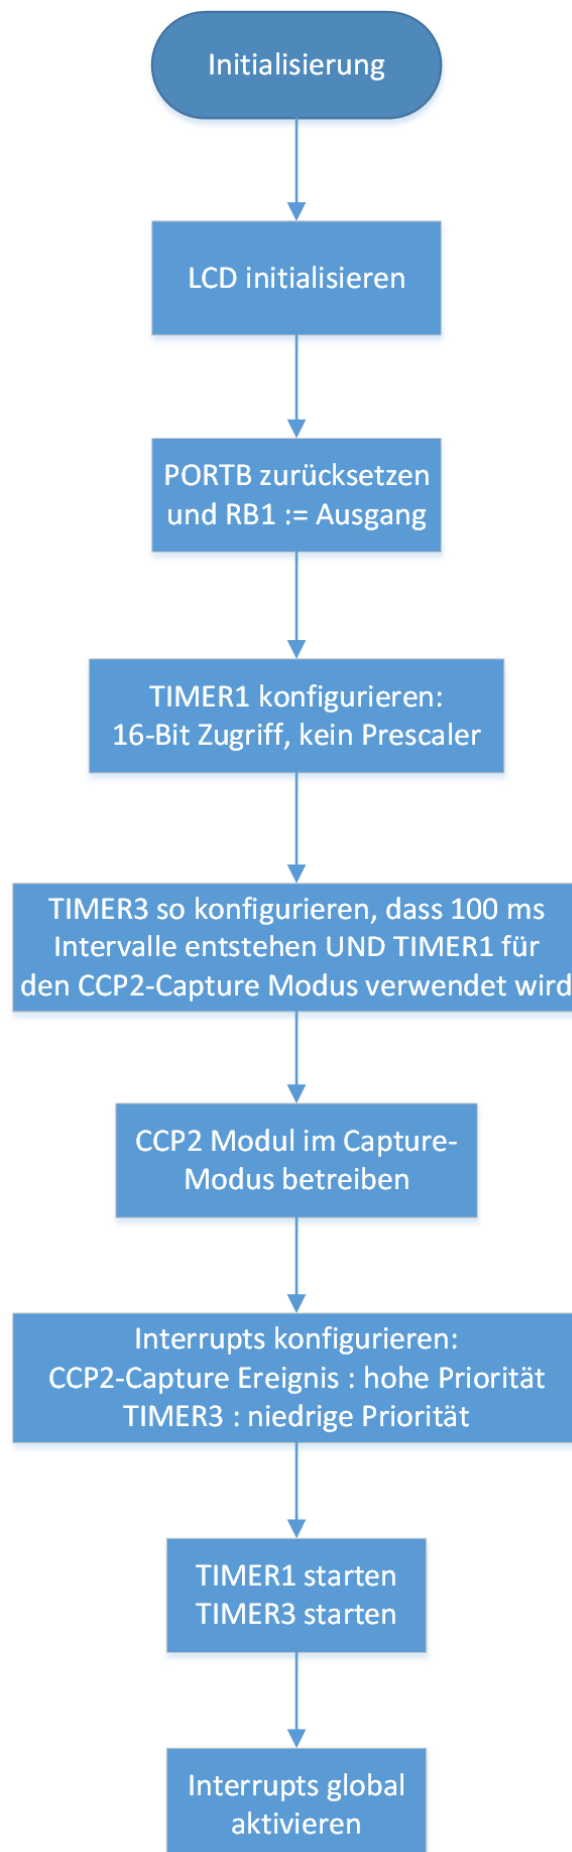 Initialisierung
LCD initialisieren
PORTB zurücksetzen
und RB1 := Ausgang
TIMER1 konfigurieren:
16-Bit Zugriff, kein Prescaler
TIMER3 so konfigurieren, dass 100 ms
Intervalle entstehen UND TIMER1 für
den CCP2-Capture Modus verwendet wird
CCP2 Modul im Capture-
Modus betreiben
Interrupts konfigurieren:
CCP2-Capture Ereignis : hohe Priorität
TIMER3 : niedrige Priorität
TIMER1 starten
TIMER3 starten
Interrupts global
aktivieren